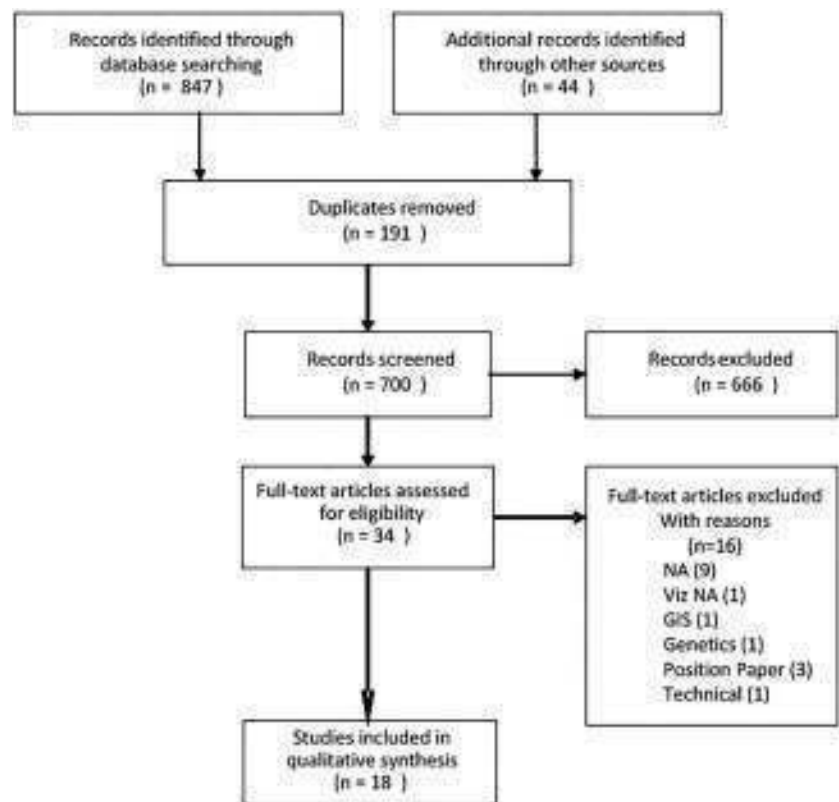 Records identified through
database searching
(n = 847 )
Additional records identified
through other sources
(n = 44 )
Duplicates removed
(n = 191 )
Records screened
(n = 700 )
Records excluded
(n = 666 )
Full-text articles assessed
for eligibility
(n = 34 )
Full-text articles excluded
With reasons
(n=16)
NA (9)
Viz NA (1)
GIS (1)
Genetics (1)
Position Paper (3)
Technical (1)
Studies included in
qualitative synthesis
(n = 18 )